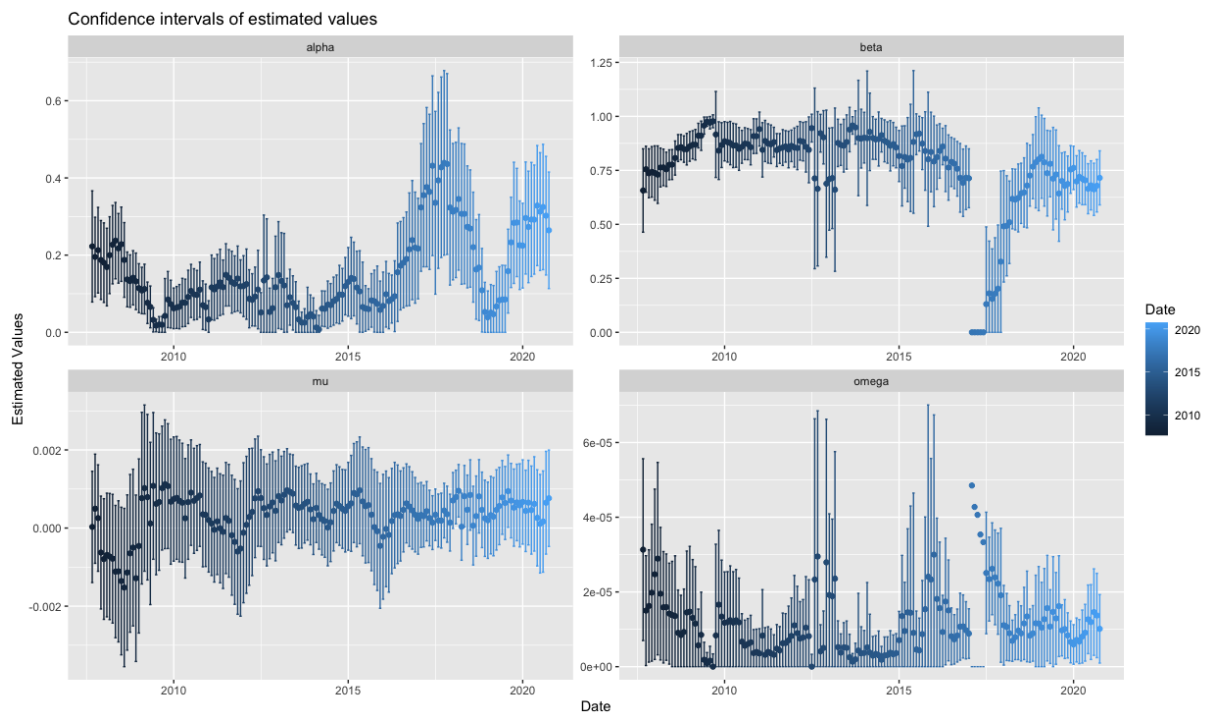 Confidence intervals of estimated values
alpha
beta
0.6
0.4
0.2
0.0
2010
2015
2020
1.25
1.00
0.75
0.50
0.25
0.00
2010
2015
2020
Estimated Values
mu
omega
0.002
0.000
-0.002
2010
2015
2020
6e-05
4e-05
2e-05
0e+00
2010
2015
2020
Date
Date
2020
2015
2010